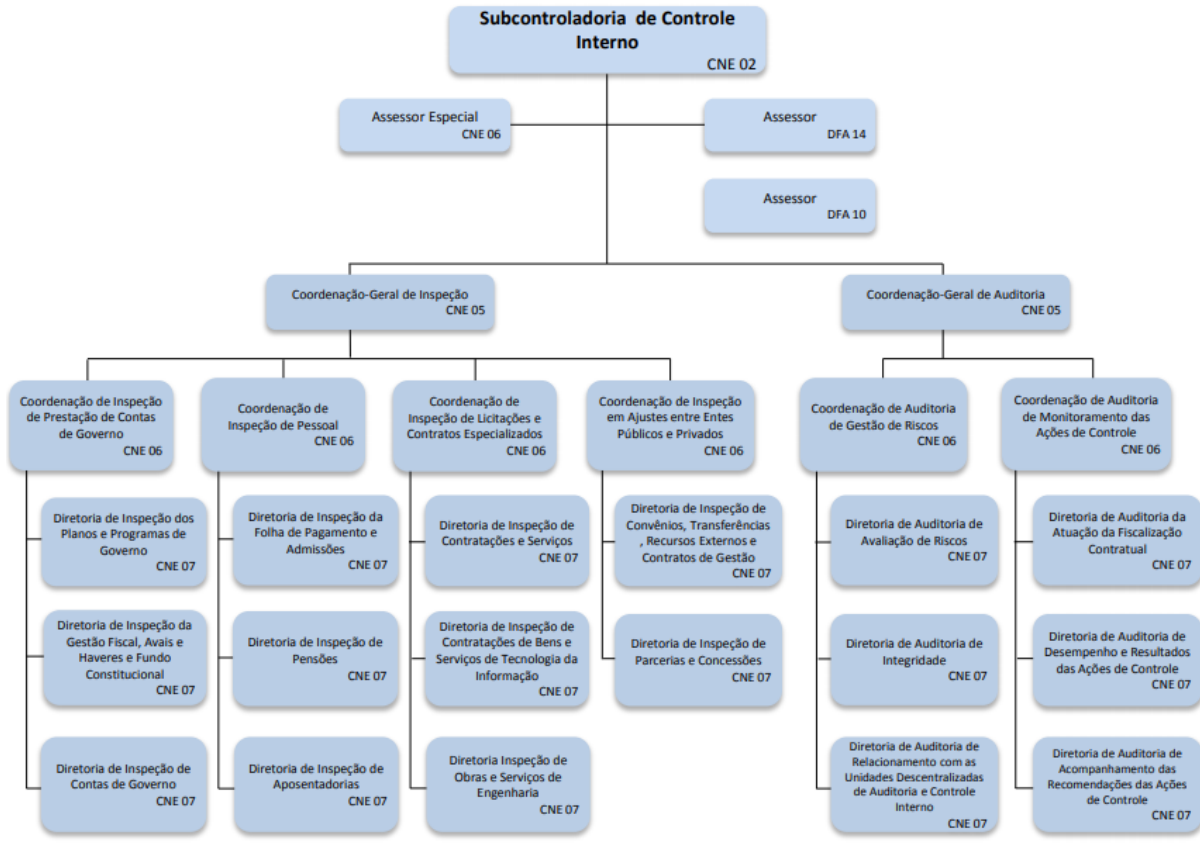 Subcontroladoria de Controle
Interno
CNE 02
Assessor Especial
CNE 06
Assessor
DFA 14
Assessor
DFA 10
Coordenação-Geral de Inspeção
CNE 05
Coordenação-Geral de Auditoria
CNE 05
Coordenação de Inspeção
de Prestação de Contas
de Governo
CNE 06
Coordenação de
Inspeção de Pessoal
CNE 06
Coordenação de
Inspeção de Licitações e
Contratos Especializados
CNE 06
Coordenação de Inspeção
em Ajustes entre Entes
Públicos e Privados
CNE 06
Coordenação de Auditoria
de Gestão de Riscos
CNE 06
Coordenação de Auditoria
de Monitoramento das
Ações de Controle
CNE 06
Diretoria de Inspeção dos
Planos e Programas de
Governo
CNE 07
Diretoria de Inspeção da
Folha de Pagamento e
Admissões
CNE 07
Diretoria de Inspeção de
Contratações e Serviços
CNE 07
Diretoria de Inspeção de
Convênios, Transferências
, Recursos Externos e
Contratos de Gestão
CNE 07
Diretoria de Auditoria de
Avaliação de Riscos
CNE 07
Diretoria de Auditoria da
Atuação da Fiscalização
Contratual
CNE 07
Diretoria de Inspeção da
Gestão Fiscal, Avais e
Haveres e Fundo
Constitucional
CNE 07
Diretoria de Inspeção de
Pensões
CNE 07
Diretoria de Inspeção de
Contratações de Bens e
Serviços de Tecnologia da
Informação
CNE 07
Diretoria de Inspeção de
Parcerias e Concessões
CNE 07
Diretoria de Auditoria de
Integridade
CNE 07
Diretoria de Auditoria de
Desempenho e Resultados
das Ações de Controle
CNE 07
Diretoria de Inspeção de
Contas de Governo
CNE 07
Diretoria de Inspeção de
Aposentadorias
CNE 07
Diretoria Inspeção de
Obras e Serviços de
Engenharia
CNE 07
Diretoria de Auditoria de
Relacionamento com as
Unidades Descentralizadas
de Auditoria e Controle
Interno
CNE 07
Diretoria de Auditoria de
Acompanhamento das
Recomendações das Ações
de Controle
CNE 07